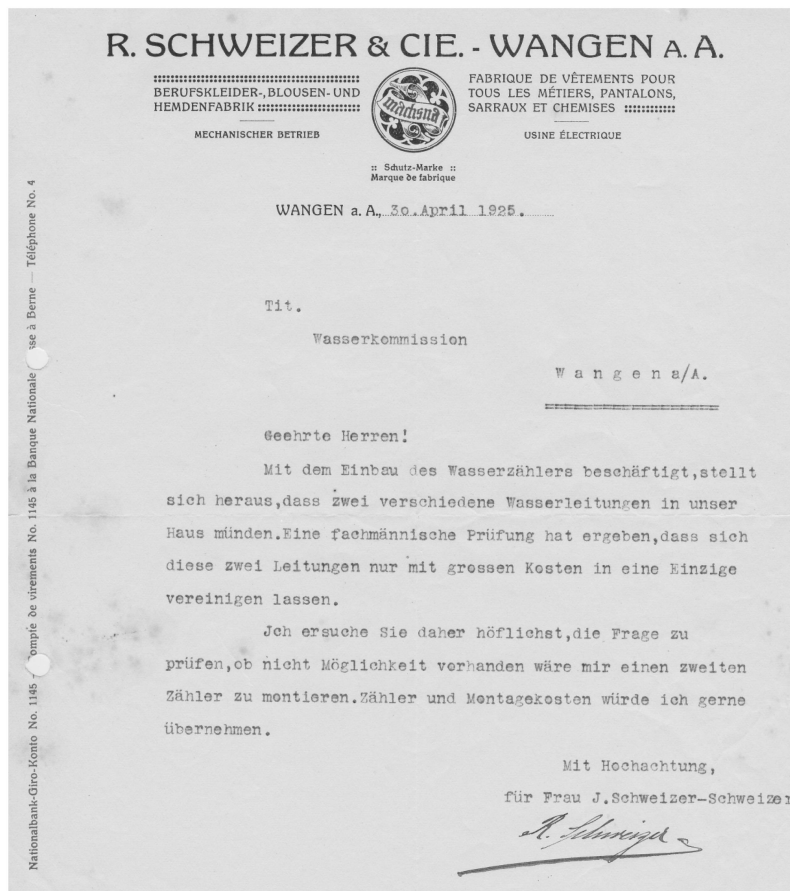 R. SCHWEIZER & CIE. - WANGEN A. A.
BERUFSKLEIDER-, BLOUSEN- UND
HEMDENFABRIK
MECHANISCHER BETRIEB
machsna
FABRIQUE DE VÊTEMENTS POUR
TOUS LES MÉTIERS, PANTALONS,
SARRAUX ET CHEMISES
USINE ÉLECTRIQUE
:: Schutz-Marke ::
Marque de fabrique
WANGEN a. A., 30. April 1925.
Tit.
Wasserkommission
W a n g e n a/A.
Geehrte Herren!
Mit dem Einbau des Wasserzählers beschäftigt,stellt
sich heraus,dass zwei verschiedene Wasserleitungen in unser
Haus münden.Eine fachmännische Prüfung hat ergeben,dass sich
diese zwei Leitungen nur mit grossen Kosten in eine Einzige
vereinigen lassen.
Jch ersuche Sie daher höflichst,die Frage zu
prüfen,ob nicht Möglichkeit vorhanden wäre mir einen zweiten
Zähler zu montieren.Zähler und Montagekosten würde ich gerne
übernehmen.
Mit Hochachtung,
für Frau J.Schweizer-Schweizer
R. Schweizer
Nationalbank-Giro-Konto No. 1145 - ompte de virements No. 1145 à la Banque Nationale sse à Berne — Téléphone No. 4